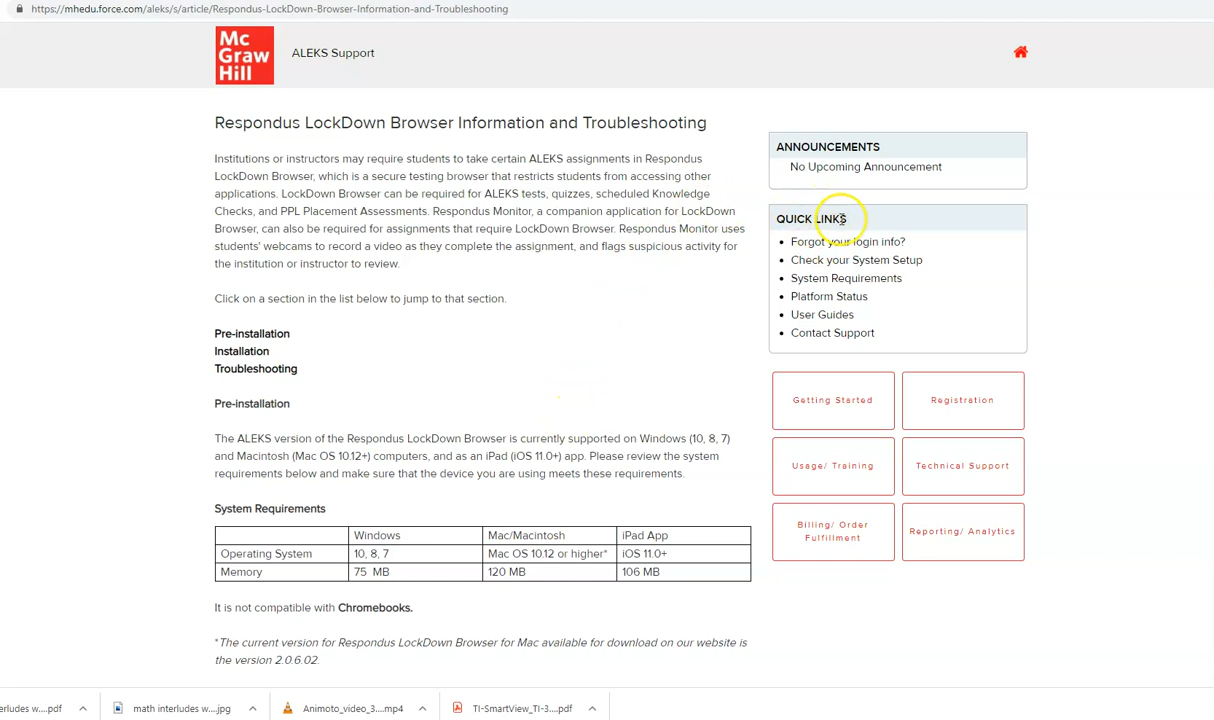 https://mhedu.force.com/aleks/s/article/Respondus-LockDown-Browser-Information-and-Troubleshooting
Mc
Graw
Hill
ALEKS Support
Respondus LockDown Browser Information and Troubleshooting
Institutions or instructors may require students to take certain ALEKS assignments in Respondus
LockDown Browser, which is a secure testing browser that restricts students from accessing other
applications. LockDown Browser can be required for ALEKS tests, quizzes, scheduled Knowledge
Checks, and PPL Placement Assessments. Respondus Monitor, a companion application for LockDown
Browser, can also be required for assignments that require LockDown Browser. Respondus Monitor uses
students' webcams to record a video as they complete the assignment, and flags suspicious activity for
the institution or instructor to review.
Click on a section in the list below to jump to that section.
Pre-installation
Installation
Troubleshooting
Pre-installation
The ALEKS version of the Respondus LockDown Browser is currently supported on Windows (10, 8, 7)
and Macintosh (Mac OS 10.12+) computers, and as an iPad (iOS 11.0+) app. Please review the system
requirements below and make sure that the device you are using meets these requirements.
System Requirements
Windows Mac/Macintosh iPad App
Operating System 10, 8, 7 Mac OS 10.12 or higher* iOS 11.0+
Memory 75 MB 120 MB 106 MB
It is not compatible with Chromebooks.
*The current version for Respondus LockDown Browser for Mac available for download on our website is
the version 2.0.6.02.
ANNOUNCEMENTS
No Upcoming Announcement
QUICK LINKS
Forgot your login info?
Check your System Setup
System Requirements
Platform Status
User Guides
Contact Support
Getting Started
Registration
Usage/ Training
Technical Support
Billing/ Order
Fulfillment
Reporting/ Analytics
erludes w....pdf
math interludes w....jpg
Animoto_video_3....mp4
TI-SmartView_TI-3....pdf